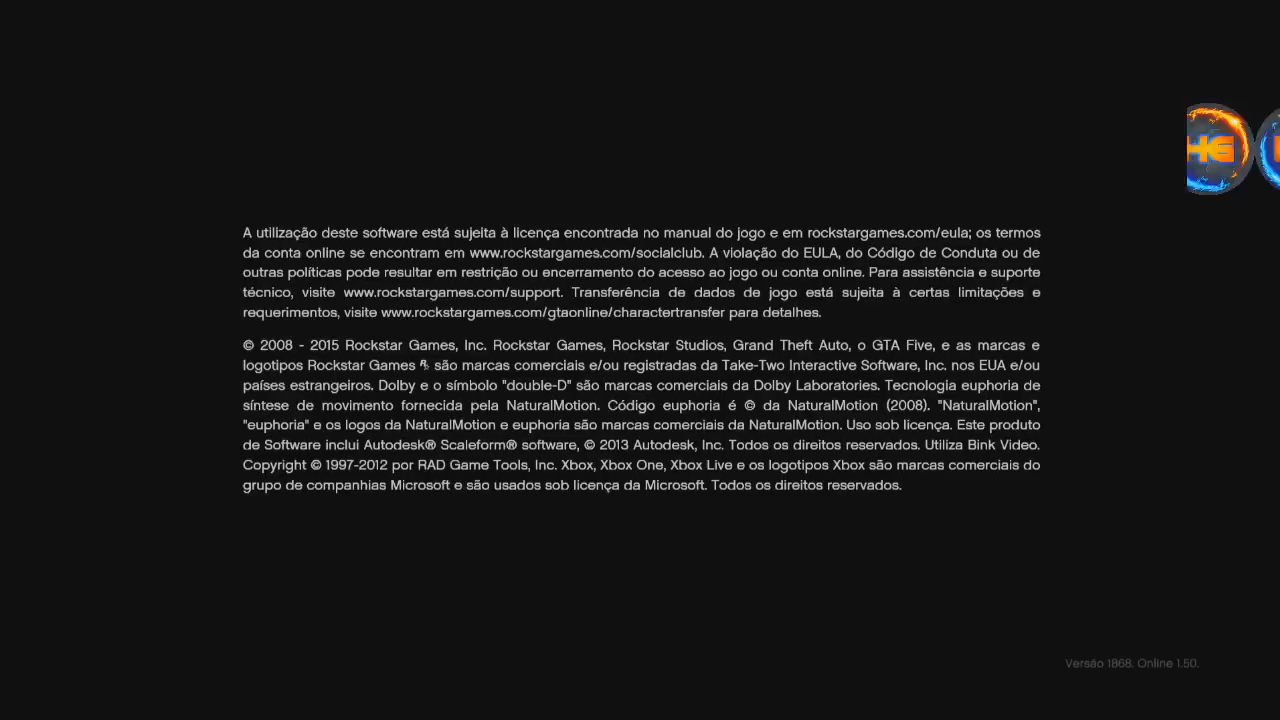 HG
A utilização deste software está sujeita à licença encontrada no manual do jogo e em rockstargames.com/eula; os termos
da conta online se encontram em www.rockstargames.com/socialclub. A violação do EULA, do Código de Conduta ou de
outras políticas pode resultar em restrição ou encerramento do acesso ao jogo ou conta online. Para assistência e suporte
técnico, visite www.rockstargames.com/support. Transferência de dados de jogo está sujeita à certas limitações e
requerimentos, visite www.rockstargames.com/gtaonline/charactertransfer para detalhes.
© 2008 - 2015 Rockstar Games, Inc. Rockstar Games, Rockstar Studios, Grand Theft Auto, o GTA Five, e as marcas e
logotipos Rockstar Games R* são marcas comerciais e/ou registradas da Take-Two Interactive Software, Inc. nos EUA e/ou
países estrangeiros. Dolby e o símbolo "double-D" são marcas comerciais da Dolby Laboratories. Tecnologia euphoria de
síntese de movimento fornecida pela NaturalMotion. Código euphoria é © da NaturalMotion (2008). "NaturalMotion",
"euphoria" e os logos da NaturalMotion e euphoria são marcas comerciais da NaturalMotion. Uso sob licença. Este produto
de Software inclui Autodesk® Scaleform® software, © 2013 Autodesk, Inc. Todos os direitos reservados. Utiliza Bink Video.
Copyright © 1997-2012 por RAD Game Tools, Inc. Xbox, Xbox One, Xbox Live e os logotipos Xbox são marcas comerciais do
grupo de companhias Microsoft e são usados sob licença da Microsoft. Todos os direitos reservados.
Versão 1868. Online 1.50.